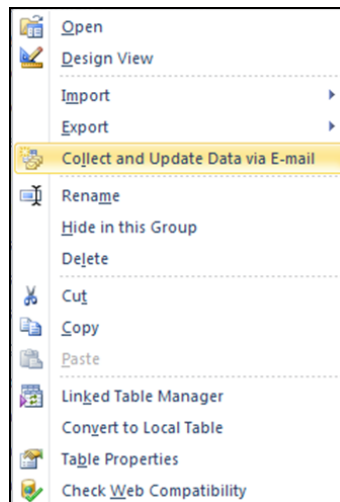 Open
Design View
Import
Export
Collect and Update Data via E-mail
Rename
Hide in this Group
Delete
Cut
Copy
Paste
Linked Table Manager
Convert to Local Table
Table Properties
Check Web Compatibility